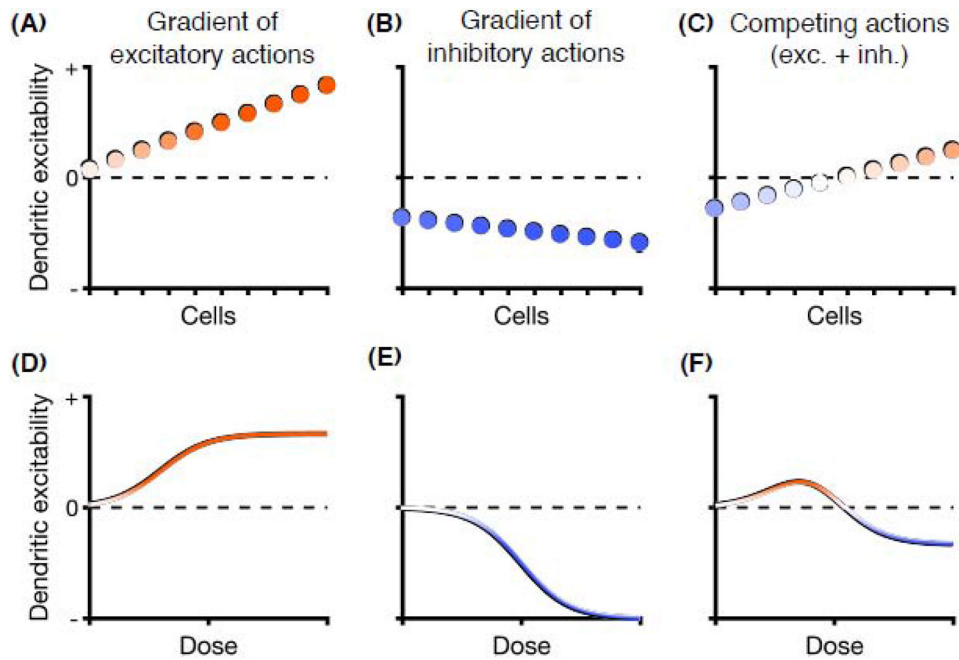 (A)
Gradient of
excitatory actions
(B)
Gradient of
inhibitory actions
(C)
Competing actions
(exc. + inh.)
Dendritic excitability
+
0
-
Cells
Cells
Cells
(D)
(E)
(F)
Dendritic excitability
+
0
-
Dose
Dose
Dose